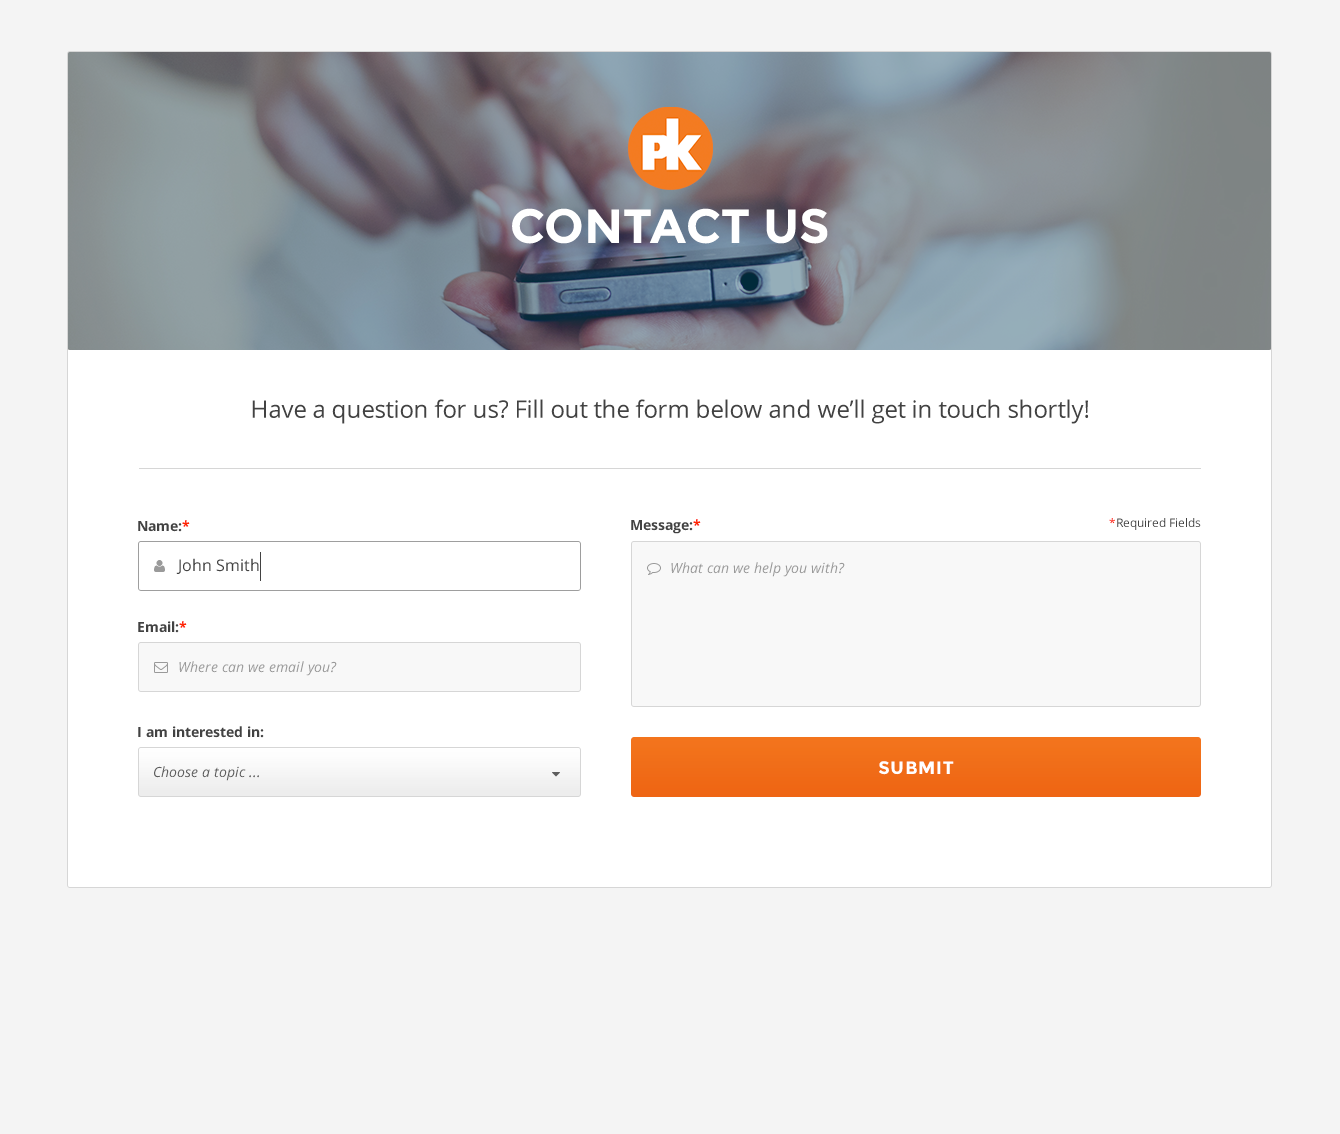 pk
CONTACT US
Have a question for us? Fill out the form below and we’ll get in touch shortly!
Name:*
John Smith
Email:*
Where can we email you?
I am interested in:
Choose a topic ...
Message:*
*Required Fields
What can we help you with?
SUBMIT